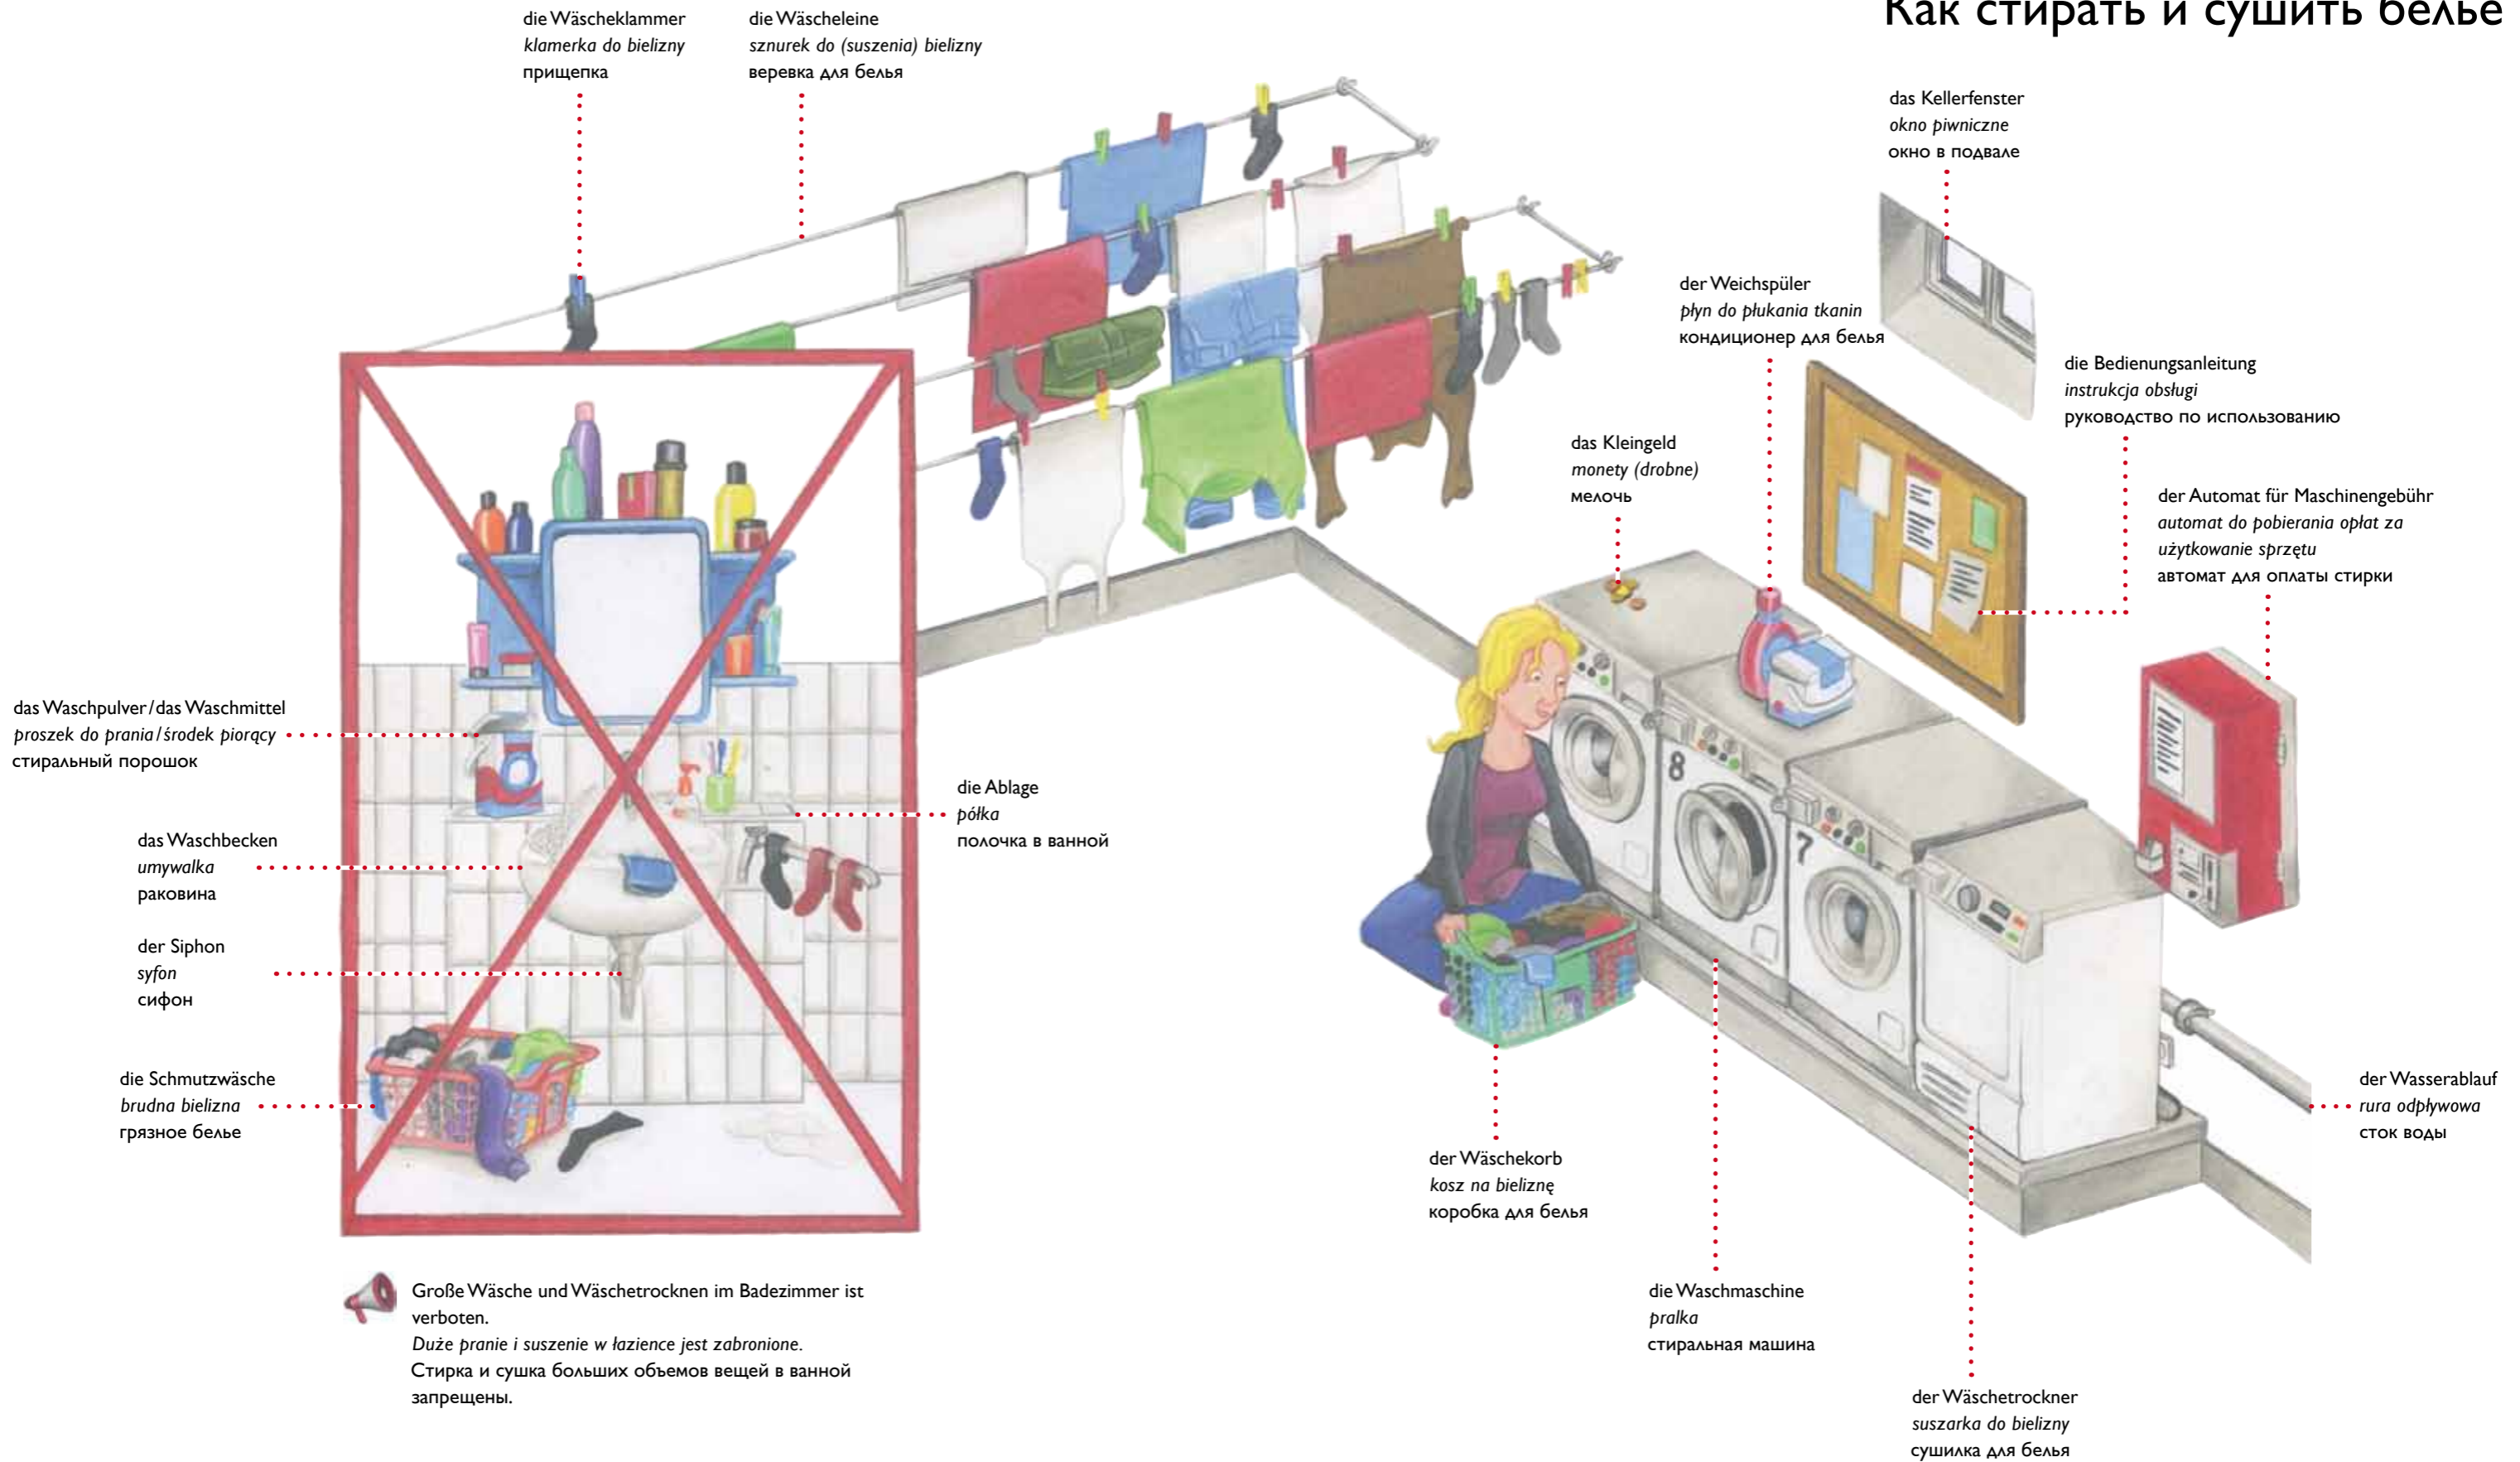 Как стирать и сушить белье
die Wäscheklammer
klamerka do bielizny
прищепка
die Wäscheleine
sznurek do (suszenia) bielizny
веревка для белья
das Kellerfenster
okno piwniczne
окно в подвале
der Weichspüler
płyn do płukania tkanin
кондиционер для белья
die Bedienungsanleitung
instrukcja obsługi
руководство по использованию
das Kleingeld
monety (drobne)
мелочь
der Automat für Maschinengebühr
automat do pobierania opłat za
użytkowanie sprzętu
автомат для оплаты стирки
das Waschpulver/das Waschmittel
proszek do prania/środek piorący
стиральный порошок
die Ablage
półka
полочка в ванной
das Waschbecken
umywalka
раковина
der Siphon
syfon
сифон
die Schmutzwäsche
brudna bielizna
грязное белье
8
7
der Wasserablauf
rura odpływowa
сток воды
der Wäschekorb
kosz na bieliznę
коробка для белья
die Waschmaschine
pralka
стиральная машина
der Wäschetrockner
suszarka do bielizny
сушилка для белья
Große Wäsche und Wäschetrocknen im Badezimmer ist
verboten.
Duże pranie i suszenie w łazience jest zabronione.
Стирка и сушка больших объемов вещей в ванной
запрещены.